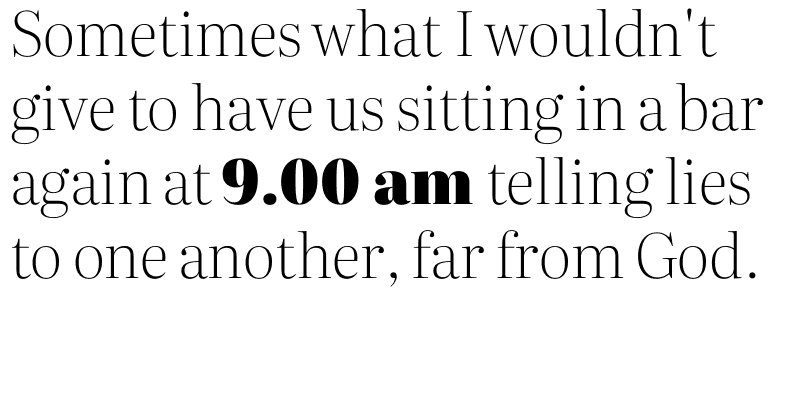 Sometimes what I wouldn't
give to have us sitting in a bar
again at 9.00 am telling lies
to one another, far from God.